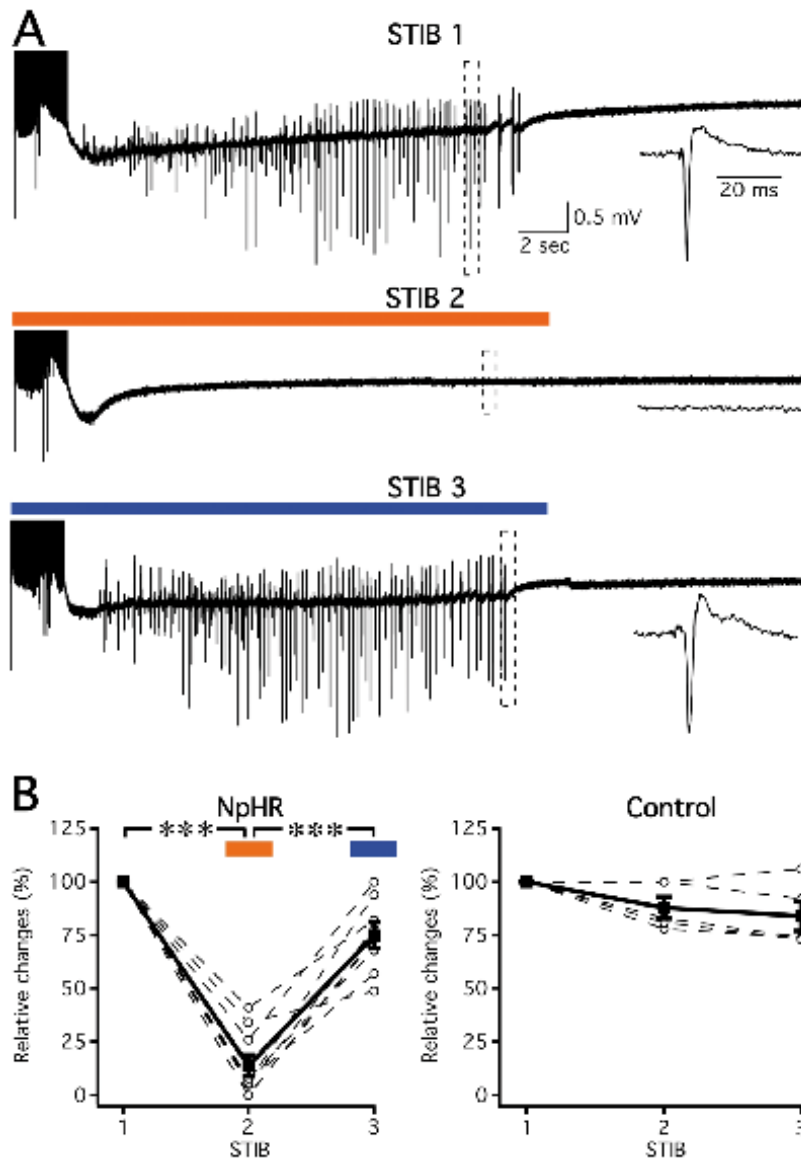 A
STIB 1
20 ms
0.5 mV
2 sec
STIB 2
STIB 3
B
NpHR
Control
*** ***
125
100
75
50
25
0
Relative changes (%)
1 2 3
STIB
125
100
75
50
25
0
Relative changes (%)
1 2 3
STIB